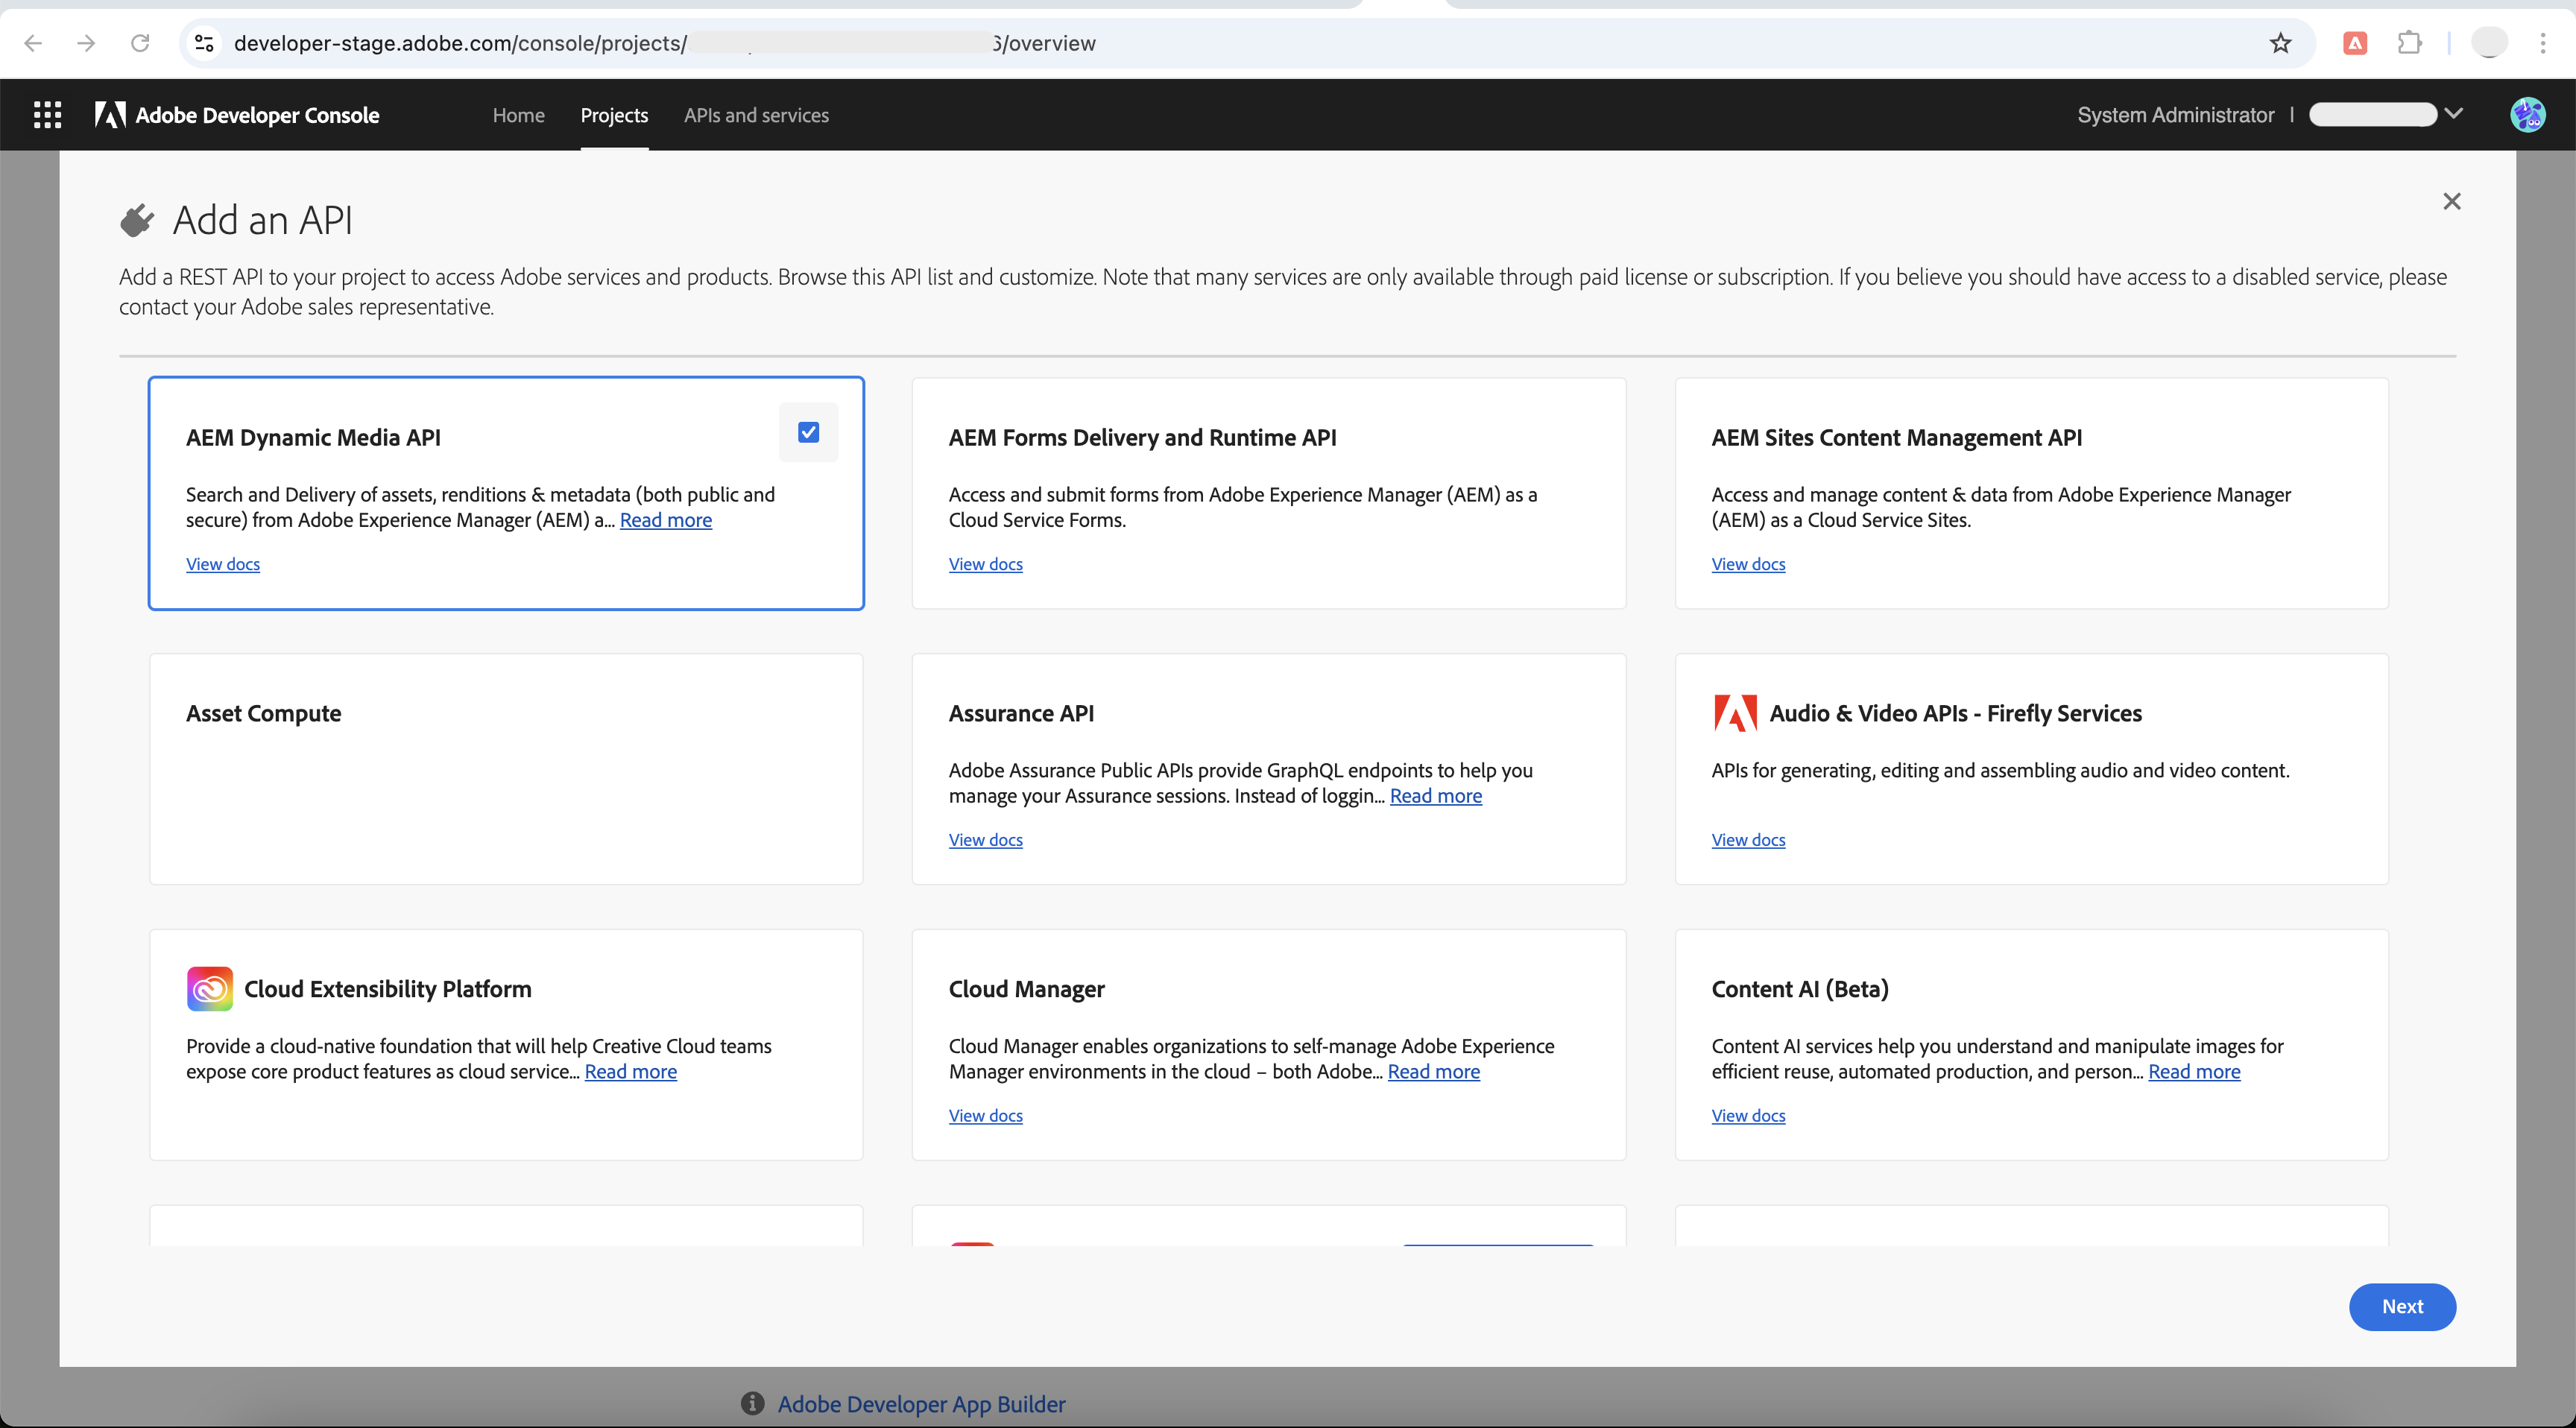 developer-stage.adobe.com/console/projects/
/overview
Adobe Developer Console
Home
Projects
APIs and services
System Administrator |
Add an API
Add a REST API to your project to access Adobe services and products. Browse this API list and customize. Note that many services are only available through paid license or subscription. If you believe you should have access to a disabled service, please
contact your Adobe sales representative.
AEM Dynamic Media API
Search and Delivery of assets, renditions & metadata (both public and
secure) from Adobe Experience Manager (AEM) a... Read more
View docs
AEM Forms Delivery and Runtime API
Access and submit forms from Adobe Experience Manager (AEM) as a
Cloud Service Forms.
View docs
AEM Sites Content Management API
Access and manage content & data from Adobe Experience Manager
(AEM) as a Cloud Service Sites.
View docs
Asset Compute
Assurance API
Adobe Assurance Public APIs provide GraphQL endpoints to help you
manage your Assurance sessions. Instead of loggin... Read more
View docs
Audio & Video APIs - Firefly Services
APIs for generating, editing and assembling audio and video content.
View docs
Cloud Extensibility Platform
Provide a cloud-native foundation that will help Creative Cloud teams
expose core product features as cloud service... Read more
Cloud Manager
Cloud Manager enables organizations to self-manage Adobe Experience
Manager environments in the cloud – both Adobe... Read more
View docs
Content AI (Beta)
Content AI services help you understand and manipulate images for
efficient reuse, automated production, and person... Read more
View docs
Next
Adobe Developer App Builder